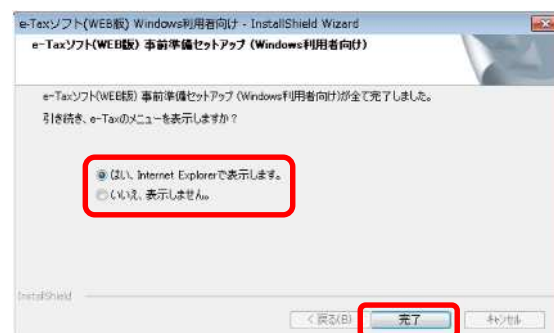 e-Taxソフト(WEB版) Windows利用者向け - InstallShield Wizard
e-Taxソフト(WEB版) 事前準備セットアップ (Windows利用者向け)
e-Taxソフト(WEB版) 事前準備セットアップ (Windows利用者向け)が全て完了しました。
引き続き、e-Taxのメニューを表示しますか？
はい、Internet Explorerで表示します。
いいえ、表示しません。
InstallShield
< 戻る(B)
完了
キャンセル